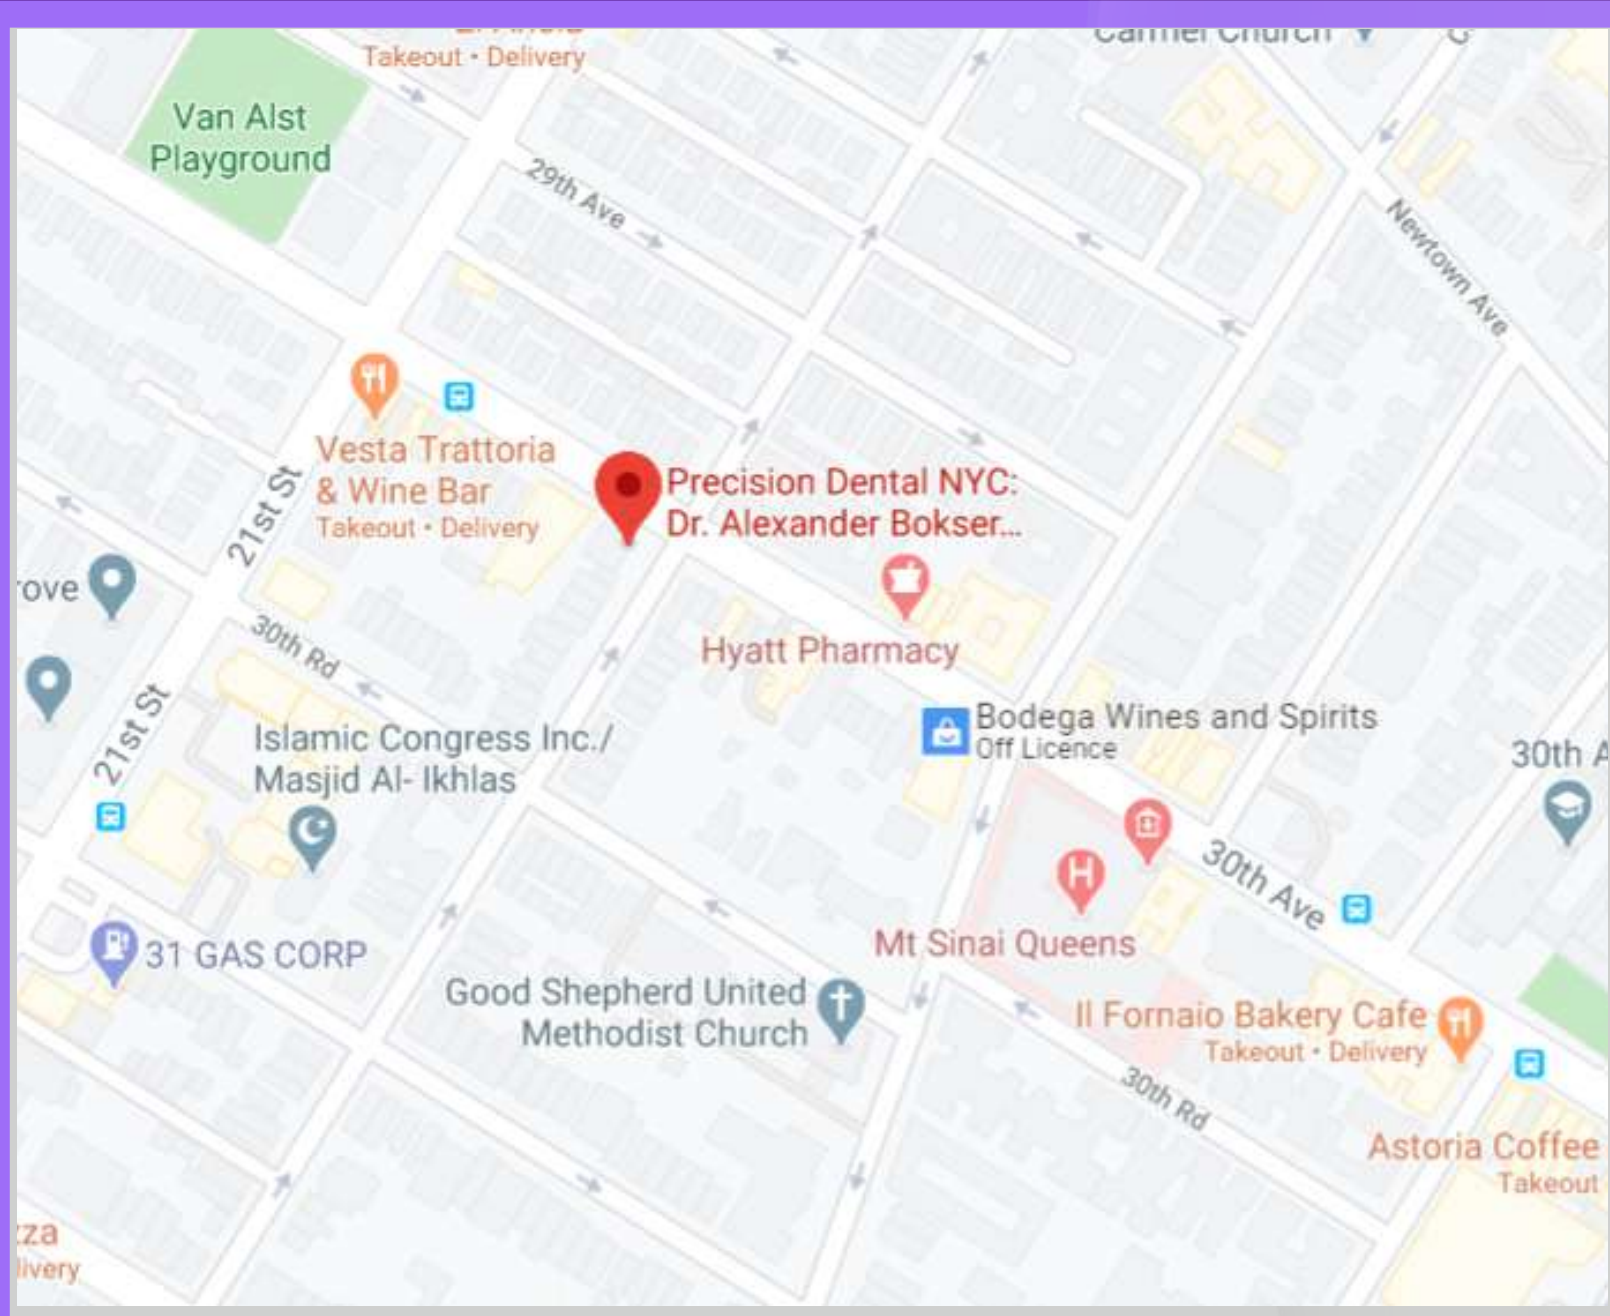 Takeout • Delivery
Carmel Church
Van Alst
Playground
29th Ave
Newtown Ave
Vesta Trattoria
& Wine Bar
Takeout • Delivery
21st St
Precision Dental NYC:
Dr. Alexander Bokser...
Hyatt Pharmacy
30th Rd
21st St
Islamic Congress Inc./
Masjid Al- Ikhlas
Bodega Wines and Spirits
Off Licence
30th A
30th Ave
Mt Sinai Queens
31 GAS CORP
Good Shepherd United
Methodist Church
Il Fornaio Bakery Cafe
Takeout • Delivery
30th Rd
Astoria Coffee
Takeout